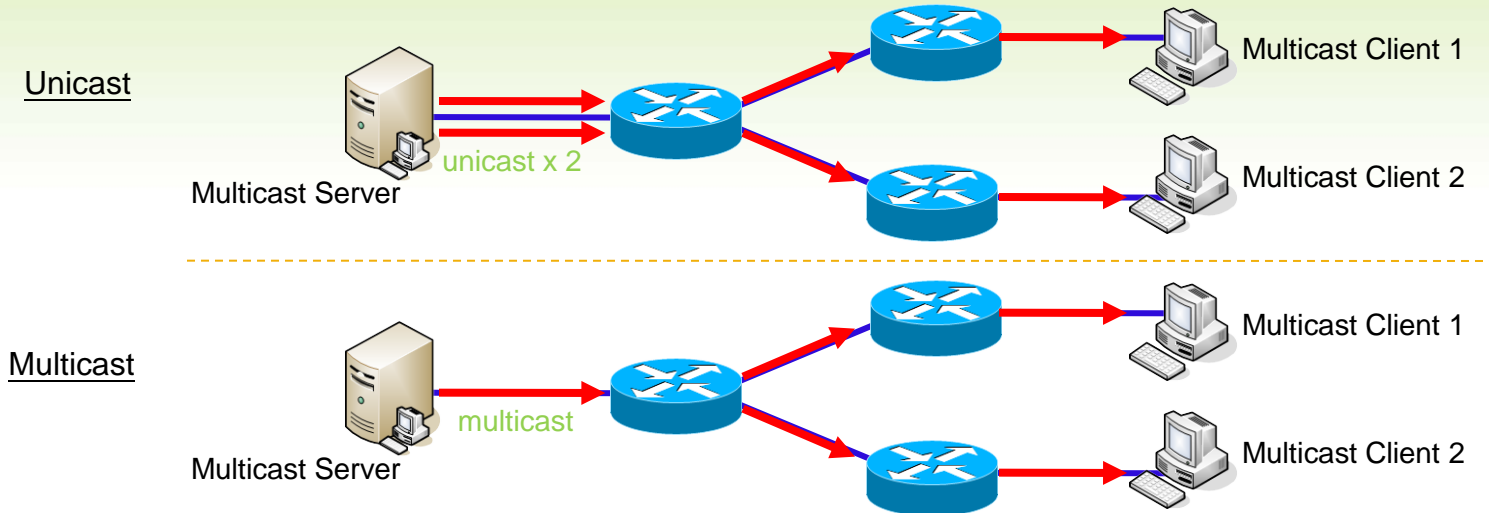 Unicast
Multicast Client 1
unicast x 2
Multicast Server
Multicast Client 2
Multicast
Multicast Client 1
multicast
Multicast Server
Multicast Client 2